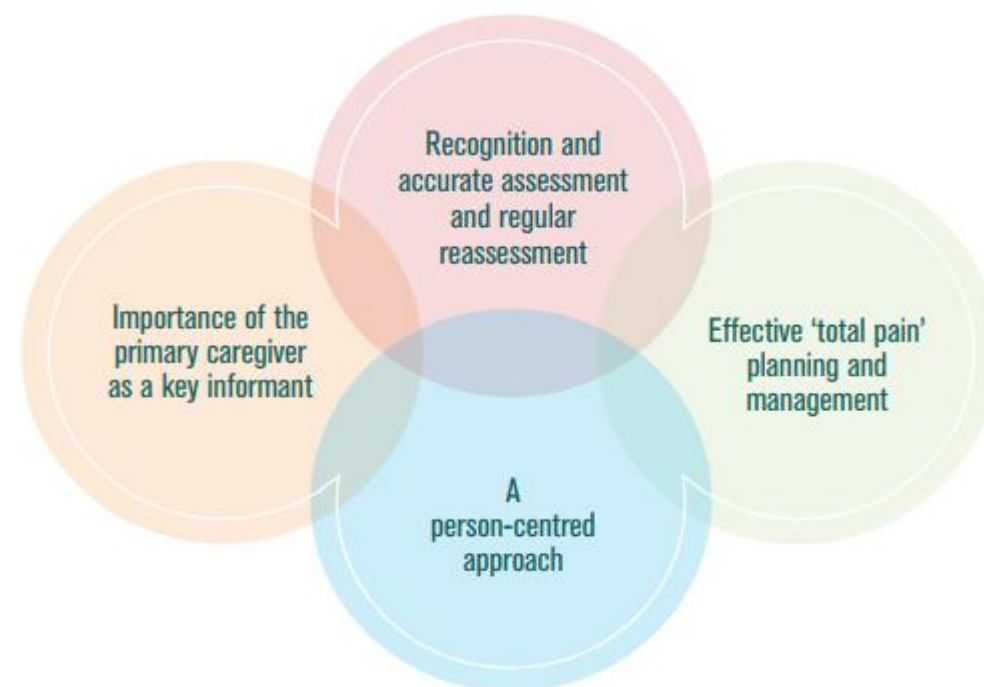 Recognition and
accurate assessment
and regular
reassessment
Importance of the
primary caregiver
as a key informant
Effective ‘total pain’
planning and
management
A
person-centred
approach